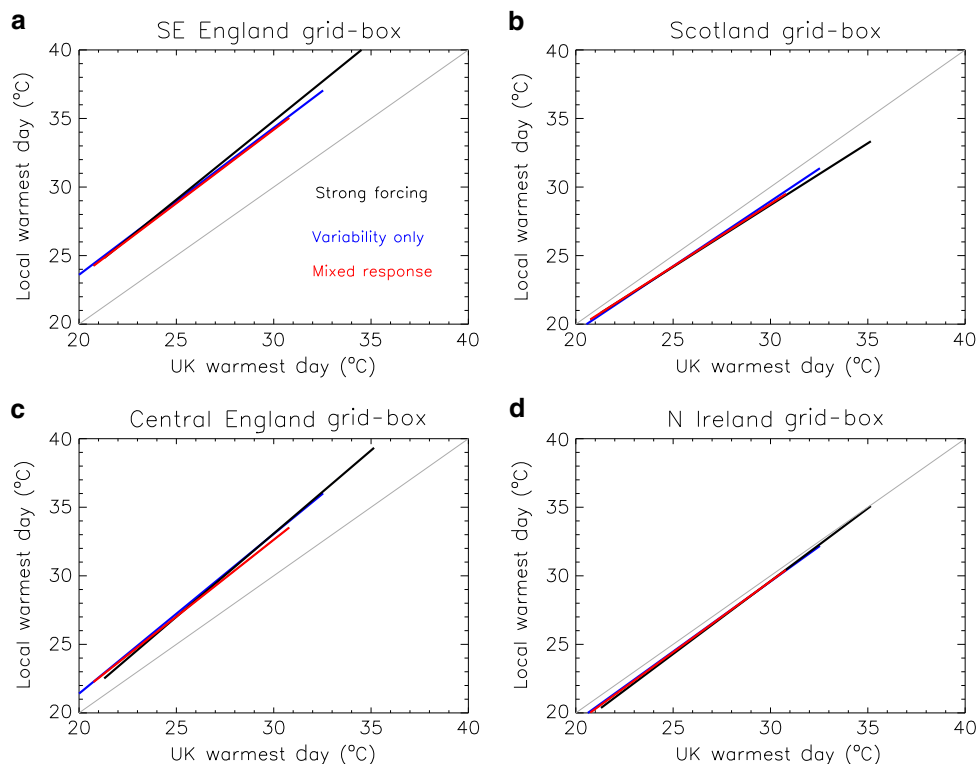 a
SE England grid-box
40
35
30
25
20
Local warmest day (°C)
Strong forcing
Variability only
Mixed response
20 25 30 35 40
UK warmest day (°C)
b
Scotland grid-box
40
35
30
25
20
Local warmest day (°C)
20 25 30 35 40
UK warmest day (°C)
c
Central England grid-box
40
35
30
25
20
Local warmest day (°C)
20 25 30 35 40
UK warmest day (°C)
d
N Ireland grid-box
40
35
30
25
20
Local warmest day (°C)
20 25 30 35 40
UK warmest day (°C)